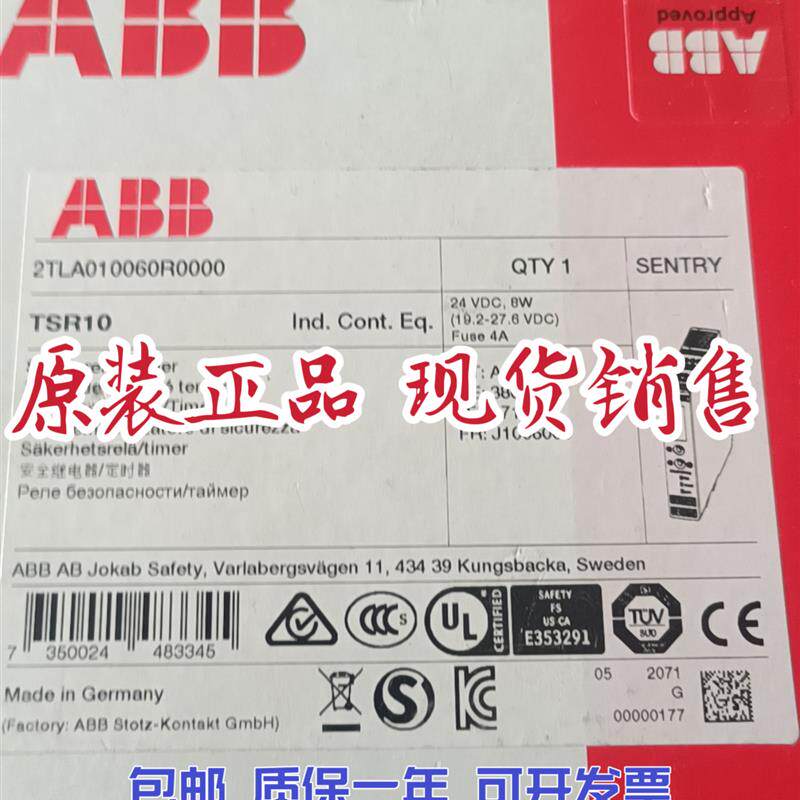 ABB
ABB
Approved
ABB
2TLA010060R0000 QTY 1 SENTRY
TSR10 Ind. Cont. Eq. 24 VDC, 8W
(19.2-27.6 VDC)
Fuse 4A
原装正品 现货销售
di sicurezza
Säkerhetsrelä/timer
安全继电器/定时器
Реле безопасности/таймер
ABB AB Jokab Safety, Varlabergsvägen 11, 434 39 Kungsbacka, Sweden
7 350024 483345
CCC S
UL CERTIFIED
SAFETY
FS
US CA
E353291
TÜV
SÜD
CE
Made in Germany
(Factory: ABB Stotz-Kontakt GmbH)
05 2071
G
00000177
包邮 质保一年 可开发票